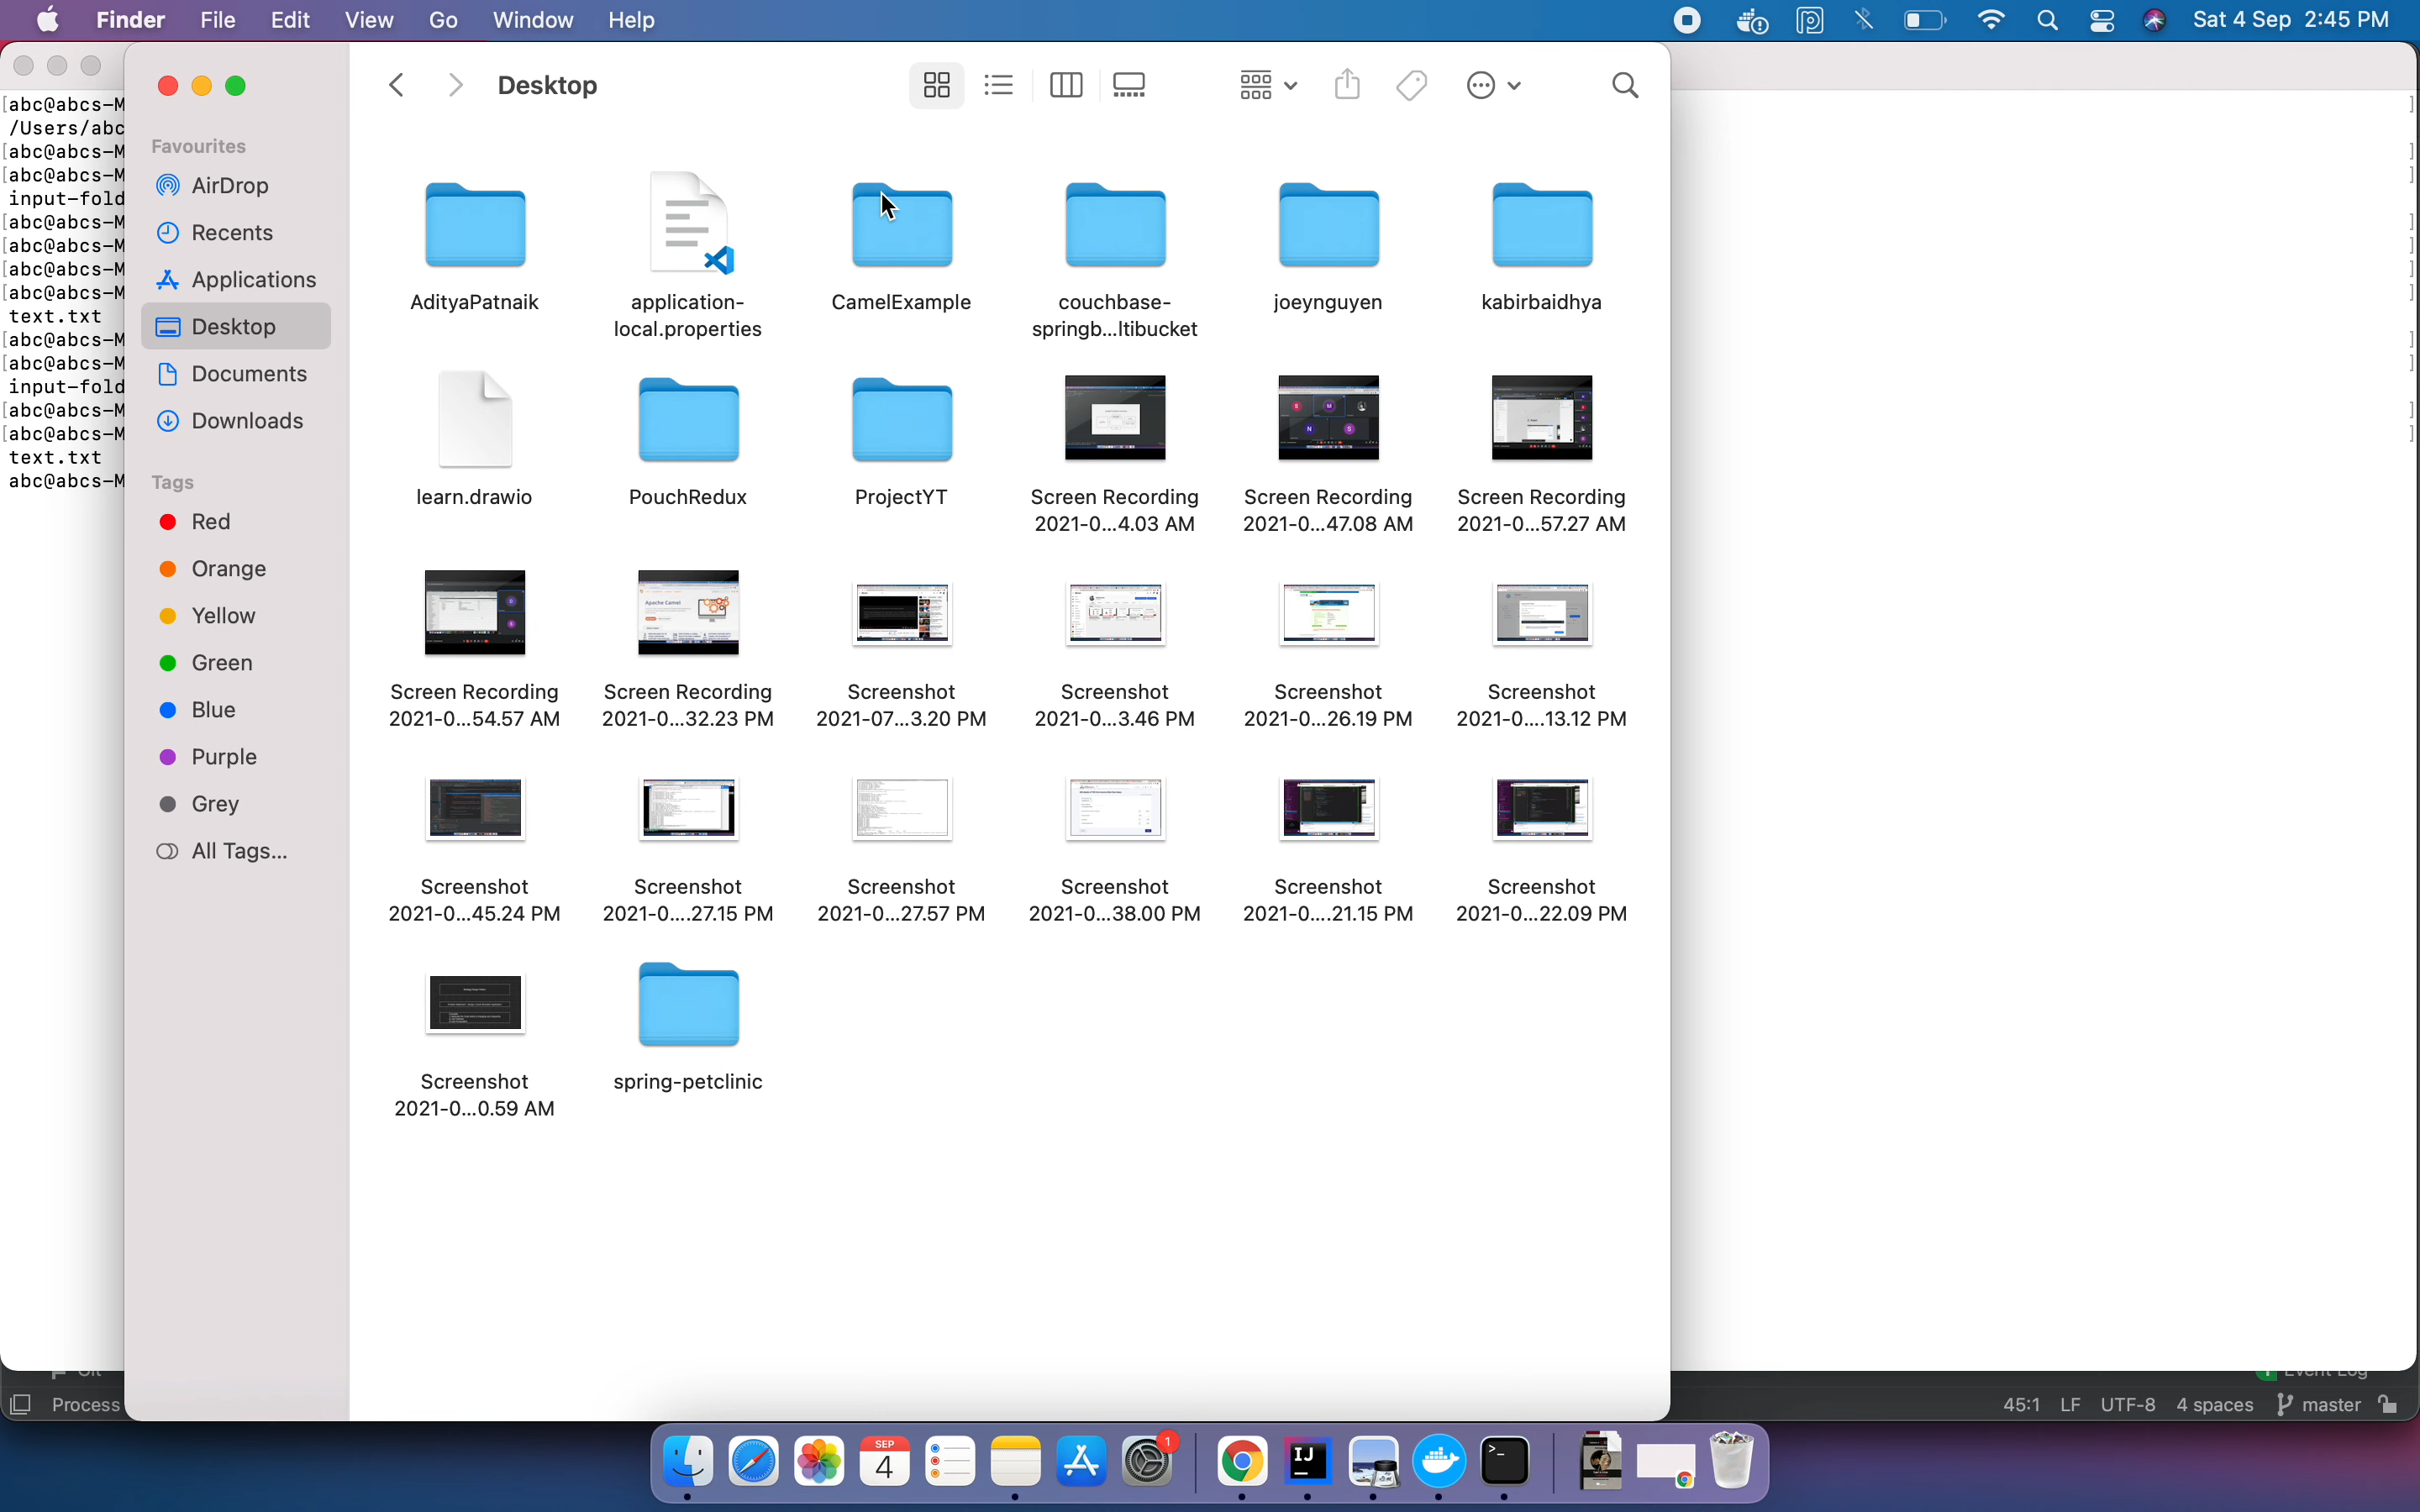 Finder File Edit View Go Window Help Sat 4 Sep 2:45 PM
Desktop
[abc@abcs-M
/Users/abc
[abc@abcs-M
[abc@abcs-M
input-fold
[abc@abcs-M
[abc@abcs-M
[abc@abcs-M
[abc@abcs-M
text.txt
[abc@abcs-M
[abc@abcs-M
input-fold
[abc@abcs-M
[abc@abcs-M
text.txt
abc@abcs-M
Favourites
AirDrop
Recents
Applications
Desktop
Documents
Downloads
Tags
Red
Orange
Yellow
Green
Blue
Purple
Grey
All Tags...
AdityaPatnaik
application-
local.properties
CamelExample
couchbase-
springb...ltibucket
joeynguyen
kabirbaidhya
learn.drawio
PouchRedux
ProjectYT
Screen Recording
2021-0...4.03 AM
Screen Recording
2021-0...47.08 AM
Screen Recording
2021-0...57.27 AM
Screen Recording
2021-0...54.57 AM
Apache Camel
Screen Recording
2021-0...32.23 PM
Screenshot
2021-07...3.20 PM
Screenshot
2021-0...3.46 PM
Screenshot
2021-0...26.19 PM
Screenshot
2021-0....13.12 PM
Screenshot
2021-0...45.24 PM
Screenshot
2021-0....27.15 PM
Screenshot
2021-0...27.57 PM
Screenshot
2021-0...38.00 PM
Screenshot
2021-0....21.15 PM
Screenshot
2021-0...22.09 PM
Screenshot
2021-0...0.59 AM
spring-petclinic
Git
Event Log
Process
45:1 LF UTF-8 4 spaces master
SEP
4
1
IJ